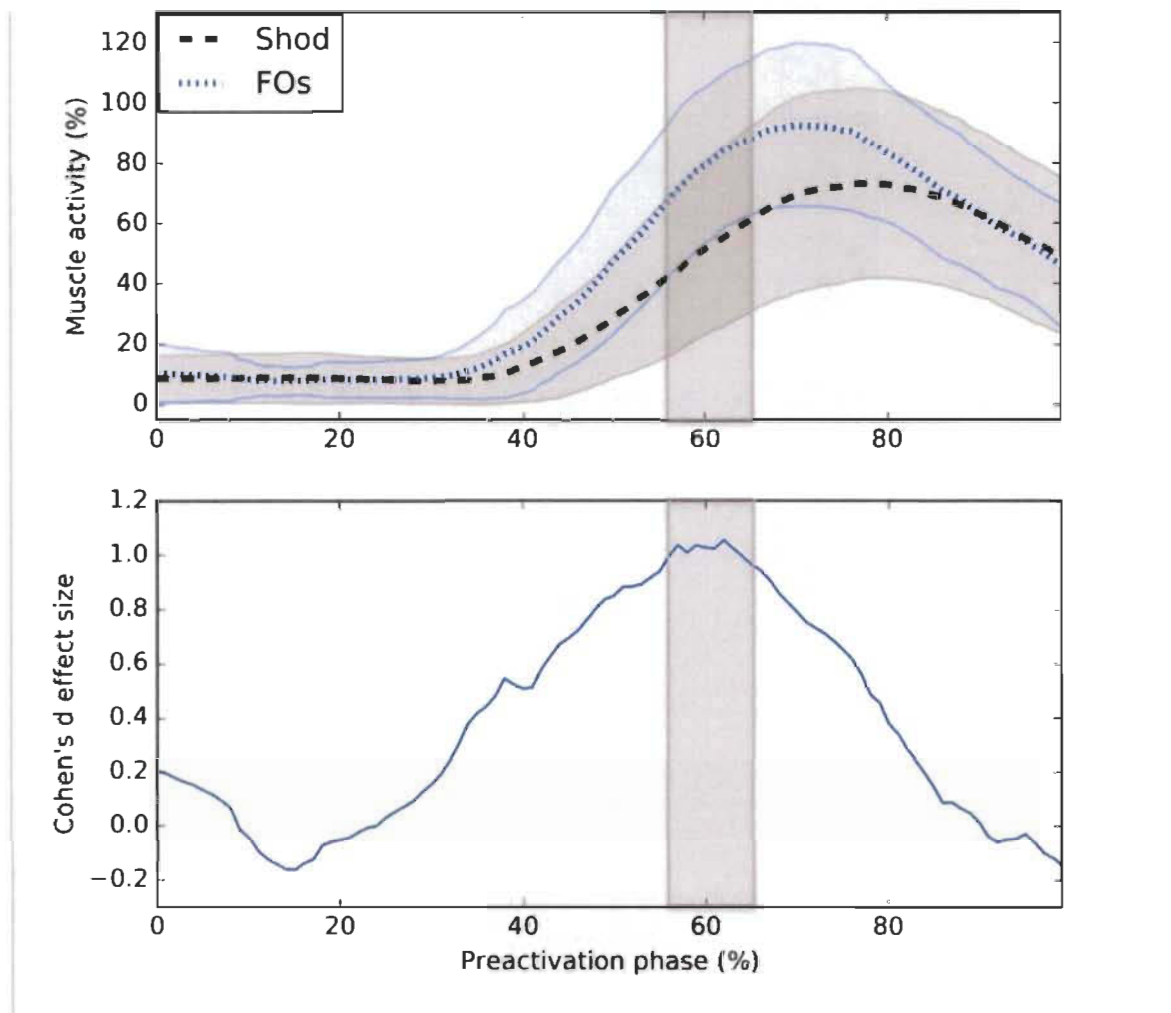 Shod
FOs
120
100
80
60
40
20
0
Muscle activity (%)
0 20 40 60 80
1.2
1.0
0.8
0.6
0.4
0.2
0.0
−0.2
Cohen's d effect size
0 20 40 60 80
Preactivation phase (%)